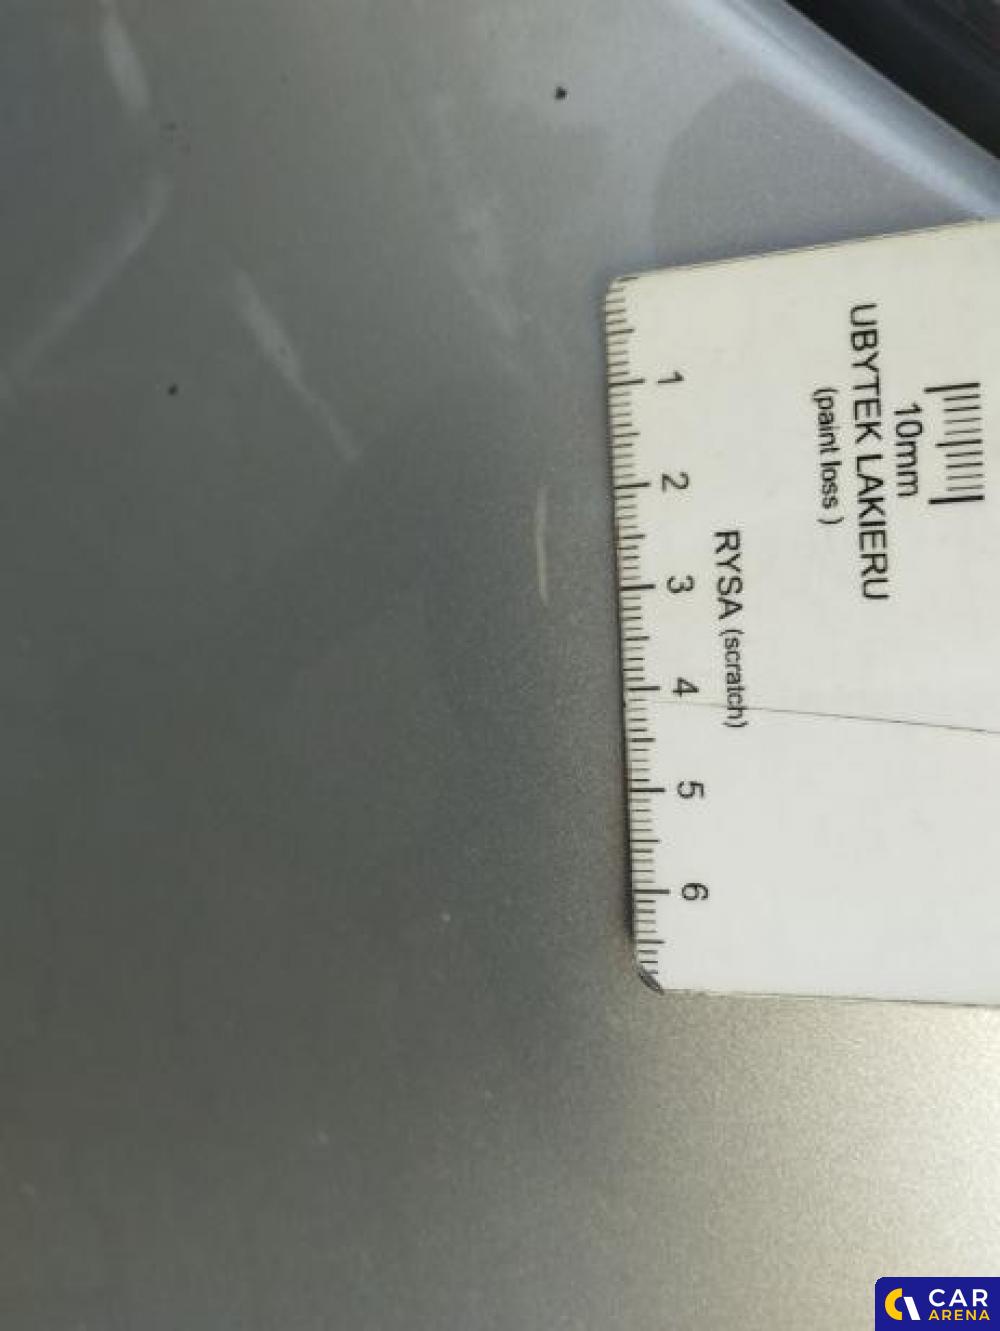 10mm
UBYTEK LAKIERU
(paint loss )
RYSA (scratch)
1
2
3
4
5
6
CAR
ARENA